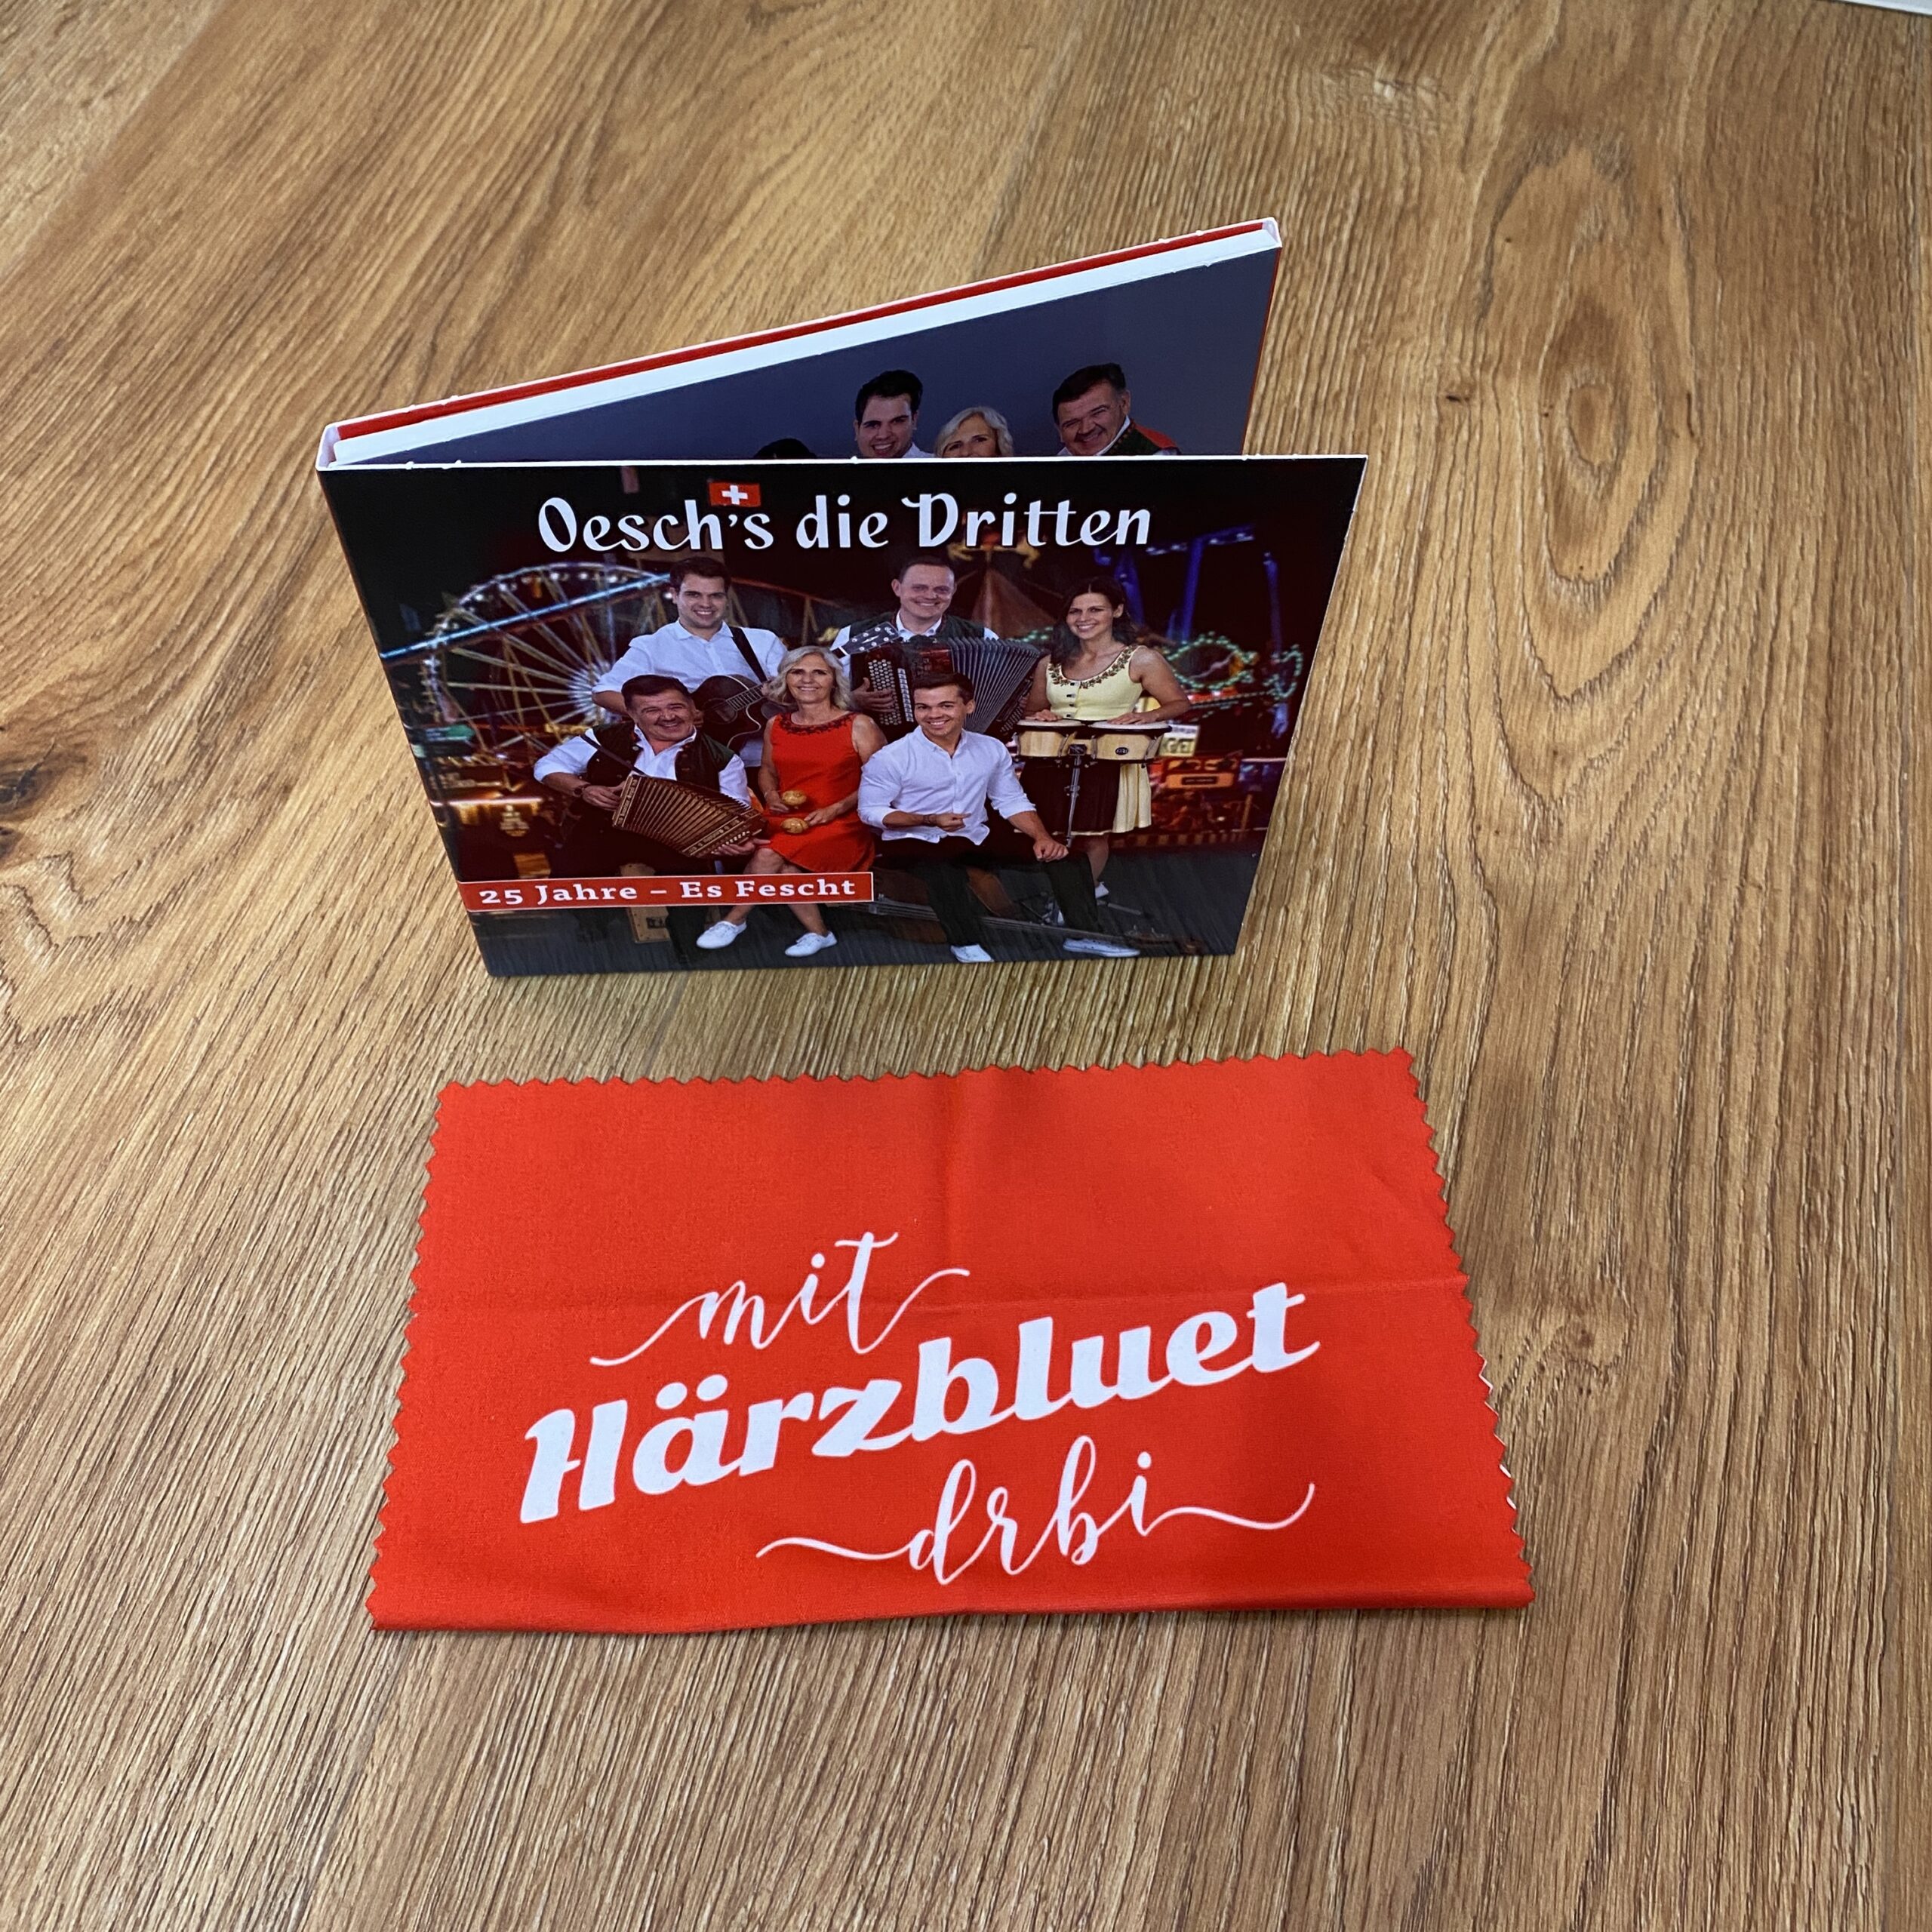 Oesch's die Dritten
25 Jahre – Es Fescht
mit
Härzbluet
drbi